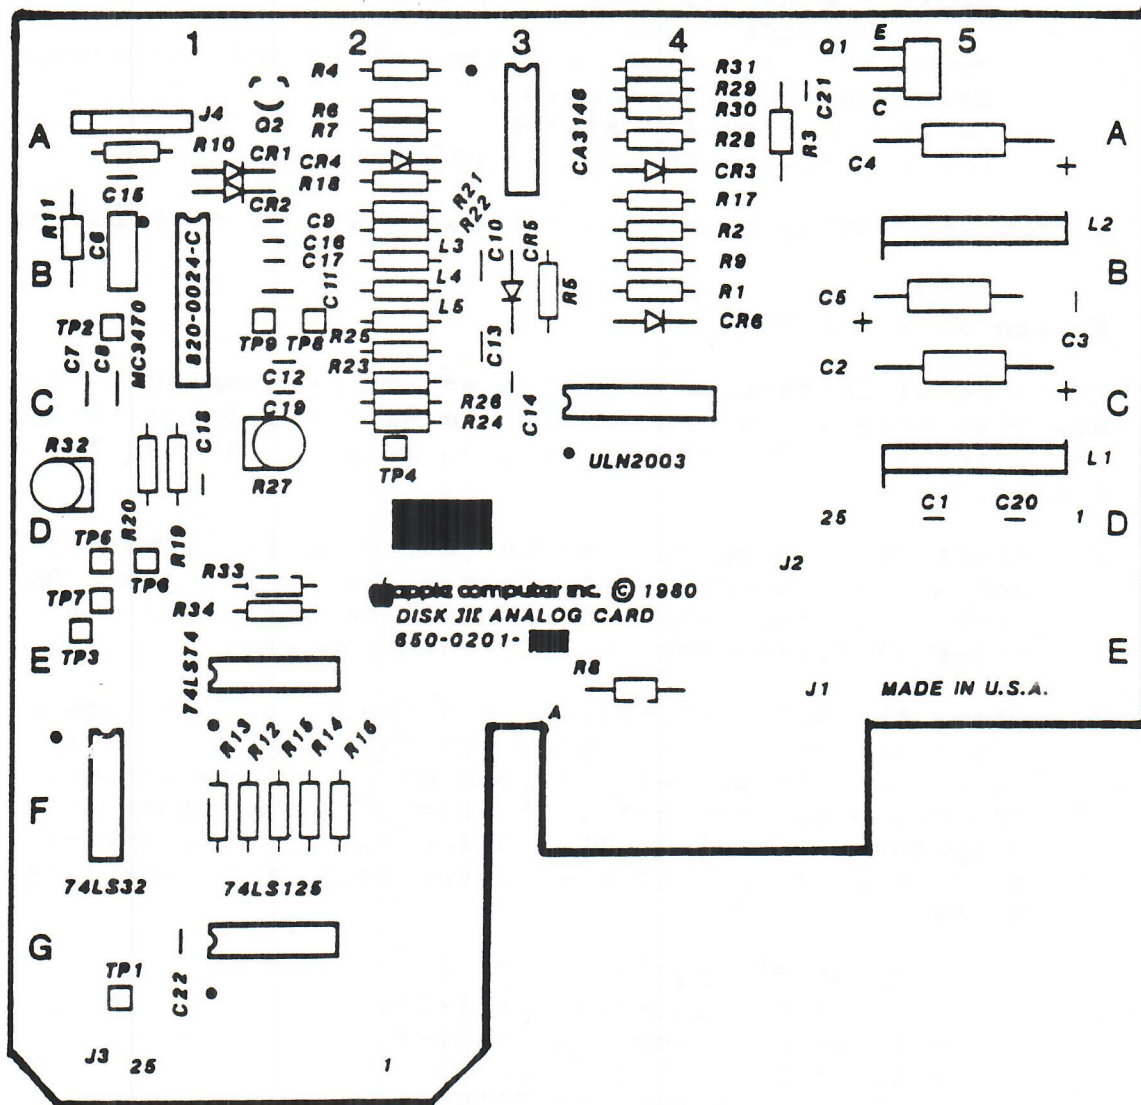 1 2 3 4 5
A
B
C
D
E
F
G
A
B
C
D
E
J4
R10
C15
R11
C6
TP2
C7
C8
MC3470
820-0024-C
Q2
CR1
CR2
C9
C16
C17
C11
TP9
TP8
C12
C19
C18
R32
R27
R20
R19
TP5
TP6
TP7
TP3
R4
R6
R7
CR4
R18
R21
R22
L3
L4
L5
R25
R23
R26
R24
TP4
C10
CR5
R5
C13
C14
CA3146
R31
R29
R30
R28
CR3
R17
R2
R9
R1
CR6
ULN2003
R3
C21
Q1
E
C
C4
+
L2
C5
+
C3
C2
+
L1
C1
C20
25
1
J2
R33
R34
apple computer inc. © 1980
DISK III ANALOG CARD
650-0201-
74LS74
R8
J1
MADE IN U.S.A.
A
R13
R12
R15
R14
R16
74LS32
74LS125
TP1
C22
J3
25
1